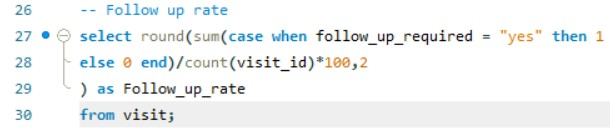 26 -- Follow up rate
27 select round(sum(case when follow_up_required = "yes" then 1
28 else 0 end)/count(visit_id)*100,2
29 ) as Follow_up_rate
30 from visit;